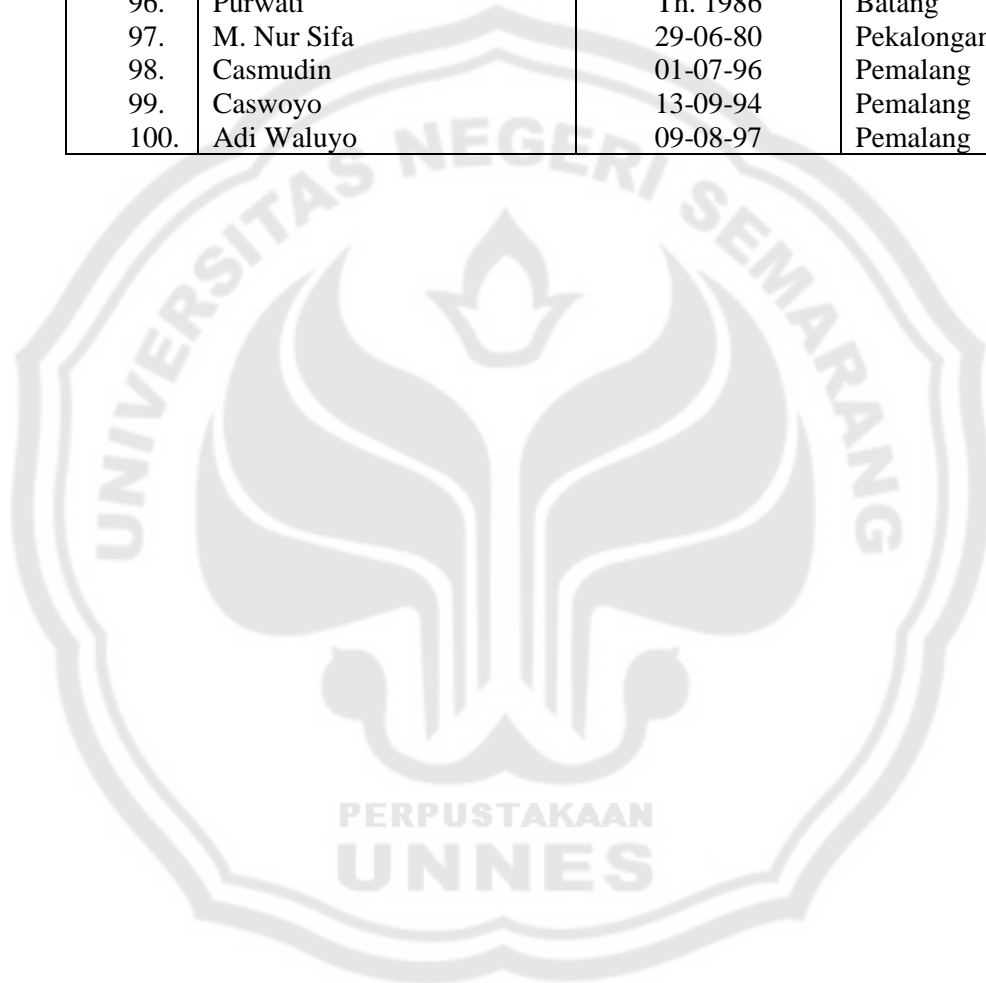 96. Purwati Th. 1986 Batang
97. M. Nur Sifa 29-06-80 Pekalongan
98. Casmudin 01-07-96 Pemalang
99. Caswoyo 13-09-94 Pemalang
100. Adi Waluyo 09-08-97 Pemalang
UNIVERSITAS NEGERI SEMARANG
PERPUSTAKAAN
UNNES